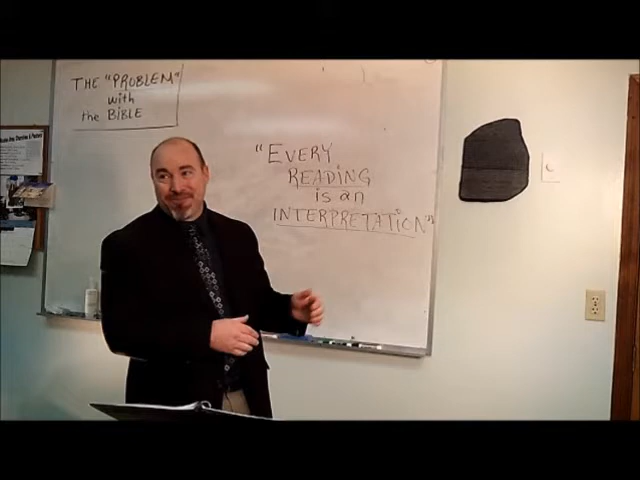 THE "PROBLEM"
with
the BiBLE
"EVERY
READiNG
is an
INTERPRETATiON"